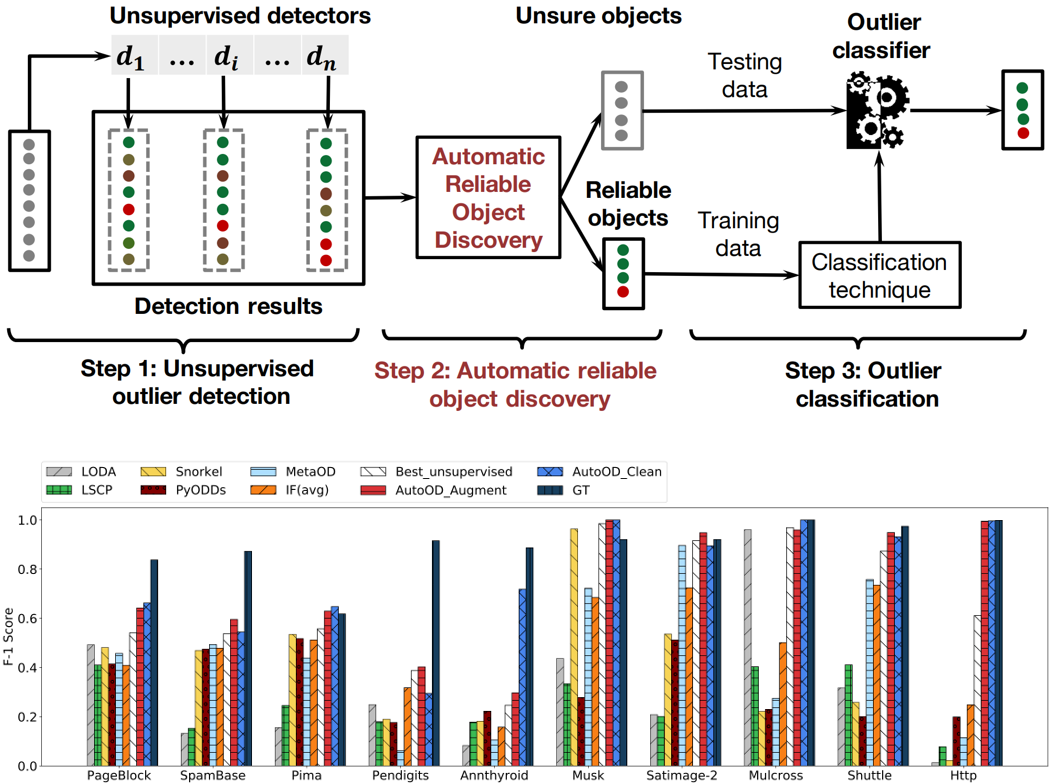 Unsupervised detectors
d1 ... di ... dn
Detection results
Step 1: Unsupervised
outlier detection
Automatic
Reliable
Object
Discovery
Step 2: Automatic reliable
object discovery
Unsure objects
Reliable
objects
Testing
data
Training
data
Outlier
classifier
Classification
technique
Step 3: Outlier
classification
LODA
LSCP
Snorkel
PyODDs
MetaOD
IF(avg)
Best_unsupervised
AutoOD_Augment
AutoOD_Clean
GT
F-1 Score
1.0
0.8
0.6
0.4
0.2
0.0
PageBlock SpamBase Pima Pendigits Annthyroid Musk Satimage-2 Mulcross Shuttle Http